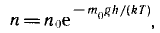 n = n₀e^{-m₀gh/(kT)},